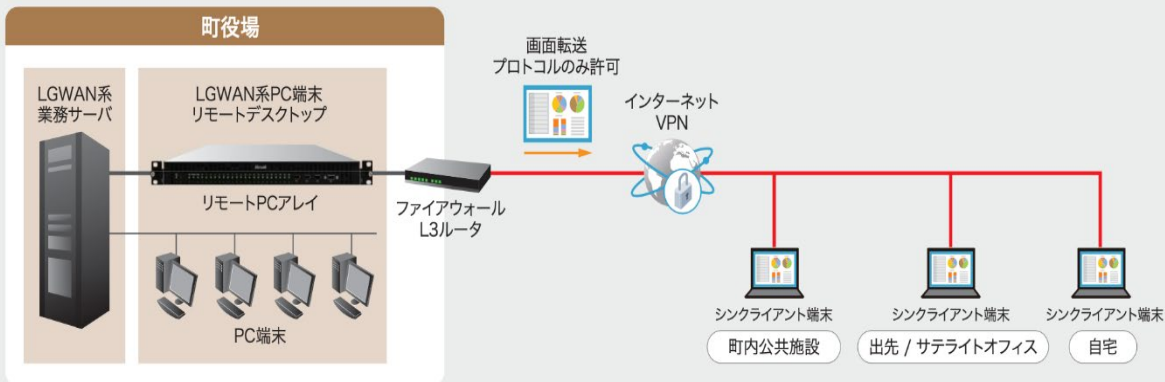 町役場
LGWAN系
業務サーバ
LGWAN系PC端末
リモートデスクトップ
リモートPCアレイ
PC端末
ファイアウォール
L3ルータ
画面転送
プロトコルのみ許可
インターネット
VPN
シンクライアント端末
町内公共施設
シンクライアント端末
出先 / サテライトオフィス
シンクライアント端末
自宅